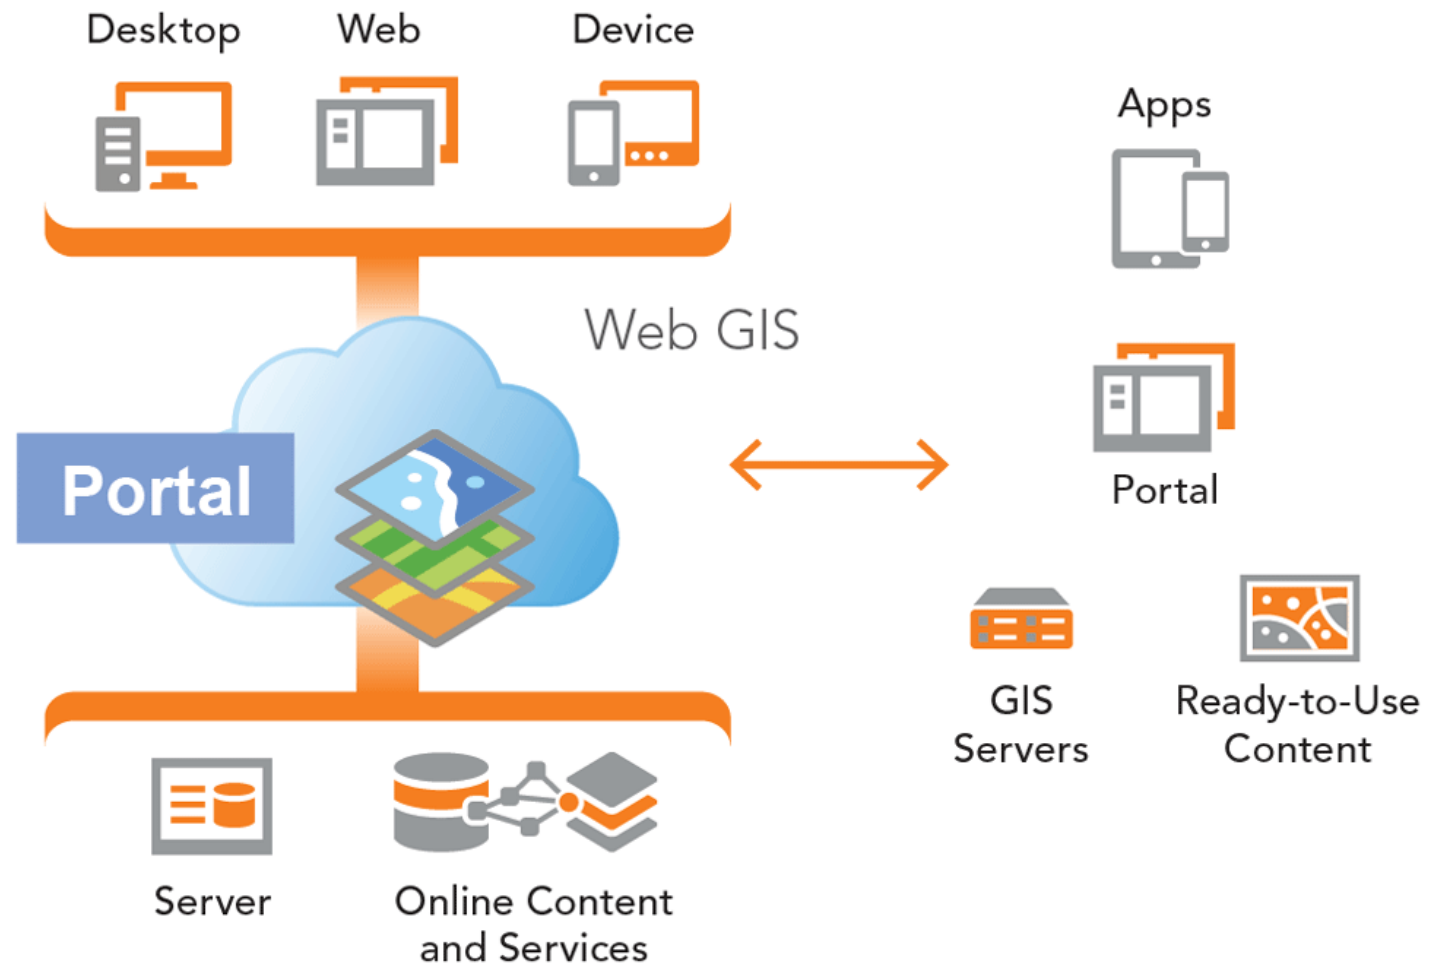 Desktop
Web
Device
Apps
Web GIS
Portal
Portal
GIS
Servers
Ready-to-Use
Content
Server
Online Content
and Services